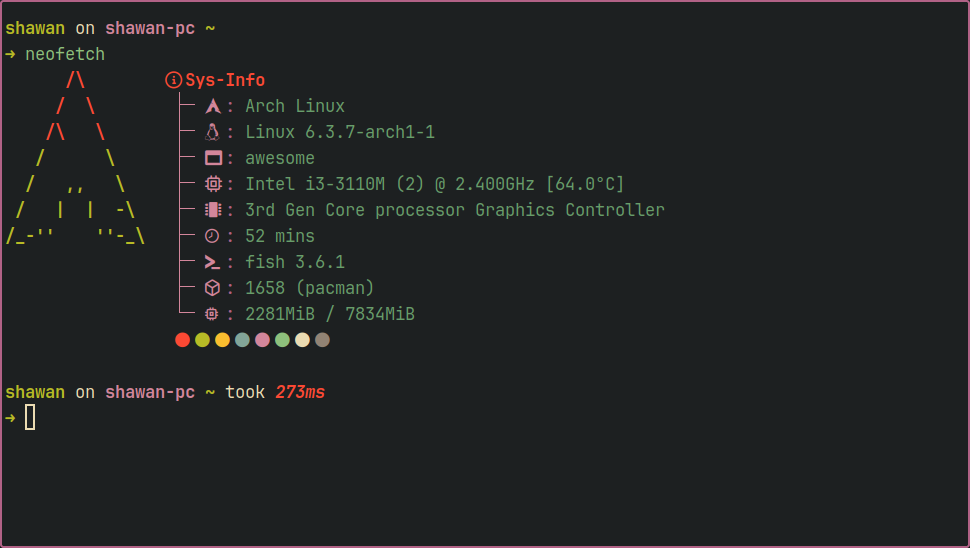 shawan on shawan-pc ~
➜ neofetch
Sys-Info
: Arch Linux
: Linux 6.3.7-arch1-1
: awesome
: Intel i3-3110M (2) @ 2.400GHz [64.0°C]
: 3rd Gen Core processor Graphics Controller
: 52 mins
: fish 3.6.1
: 1658 (pacman)
: 2281MiB / 7834MiB
shawan on shawan-pc ~ took 273ms
➜